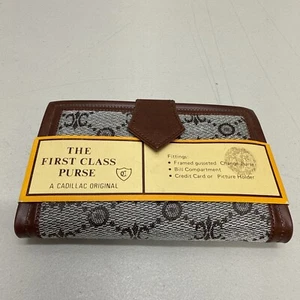 THE
FIRST CLASS
PURSE
A CADILLAC ORIGINAL
C
Fittings:
• Framed gusseted Change Purse
• Bill Compartment
• Credit Card or Picture Holder